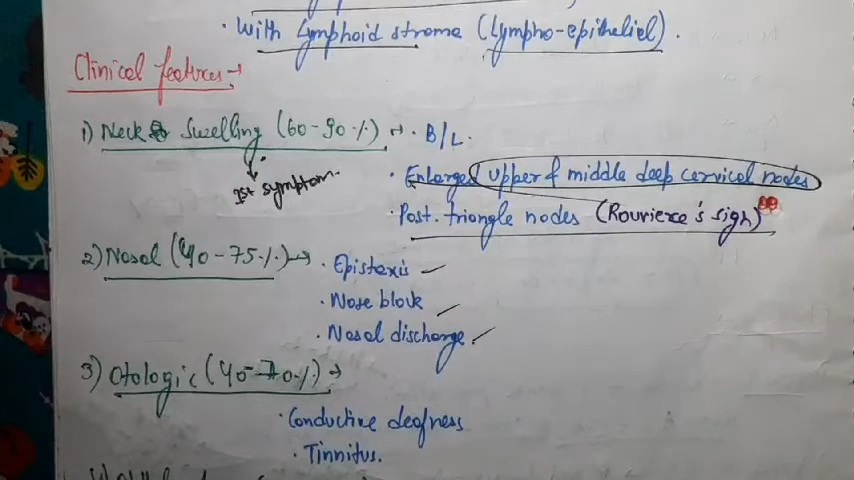 · With Lymphoid stroma (Lympho-epitheliel).
Clinical features →
1) Neck Swelling (60-90%) → · B/L.
1st symptom.
· Enlarged upper & middle deep cervical nodes
· Post. triangle nodes (Rouviere's sign)
2) Nasal (40-75%) → · Epistaxis
· Nose block
· Nasal discharge
3) Otologic (40-70%) →
· Conductive deafness
· Tinnitus.